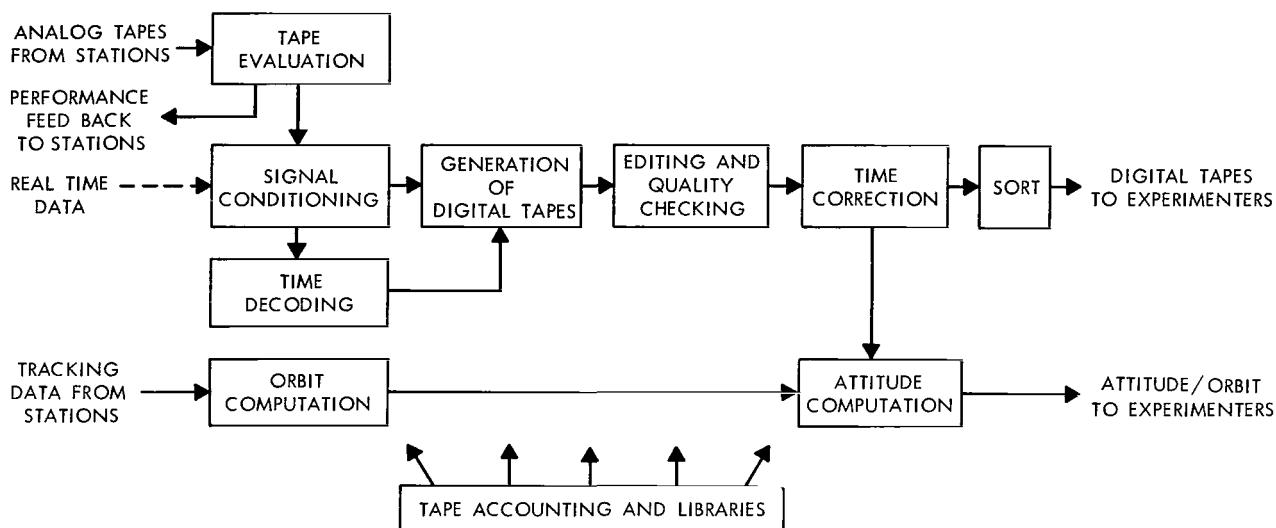 ANALOG TAPES
FROM STATIONS
TAPE
EVALUATION
PERFORMANCE
FEED BACK
TO STATIONS
REAL TIME
DATA
SIGNAL
CONDITIONING
GENERATION
OF
DIGITAL TAPES
EDITING AND
QUALITY
CHECKING
TIME
CORRECTION
SORT
DIGITAL TAPES
TO EXPERIMENTERS
TIME
DECODING
TRACKING
DATA FROM
STATIONS
ORBIT
COMPUTATION
ATTITUDE
COMPUTATION
ATTITUDE/ORBIT
TO EXPERIMENTERS
TAPE ACCOUNTING AND LIBRARIES